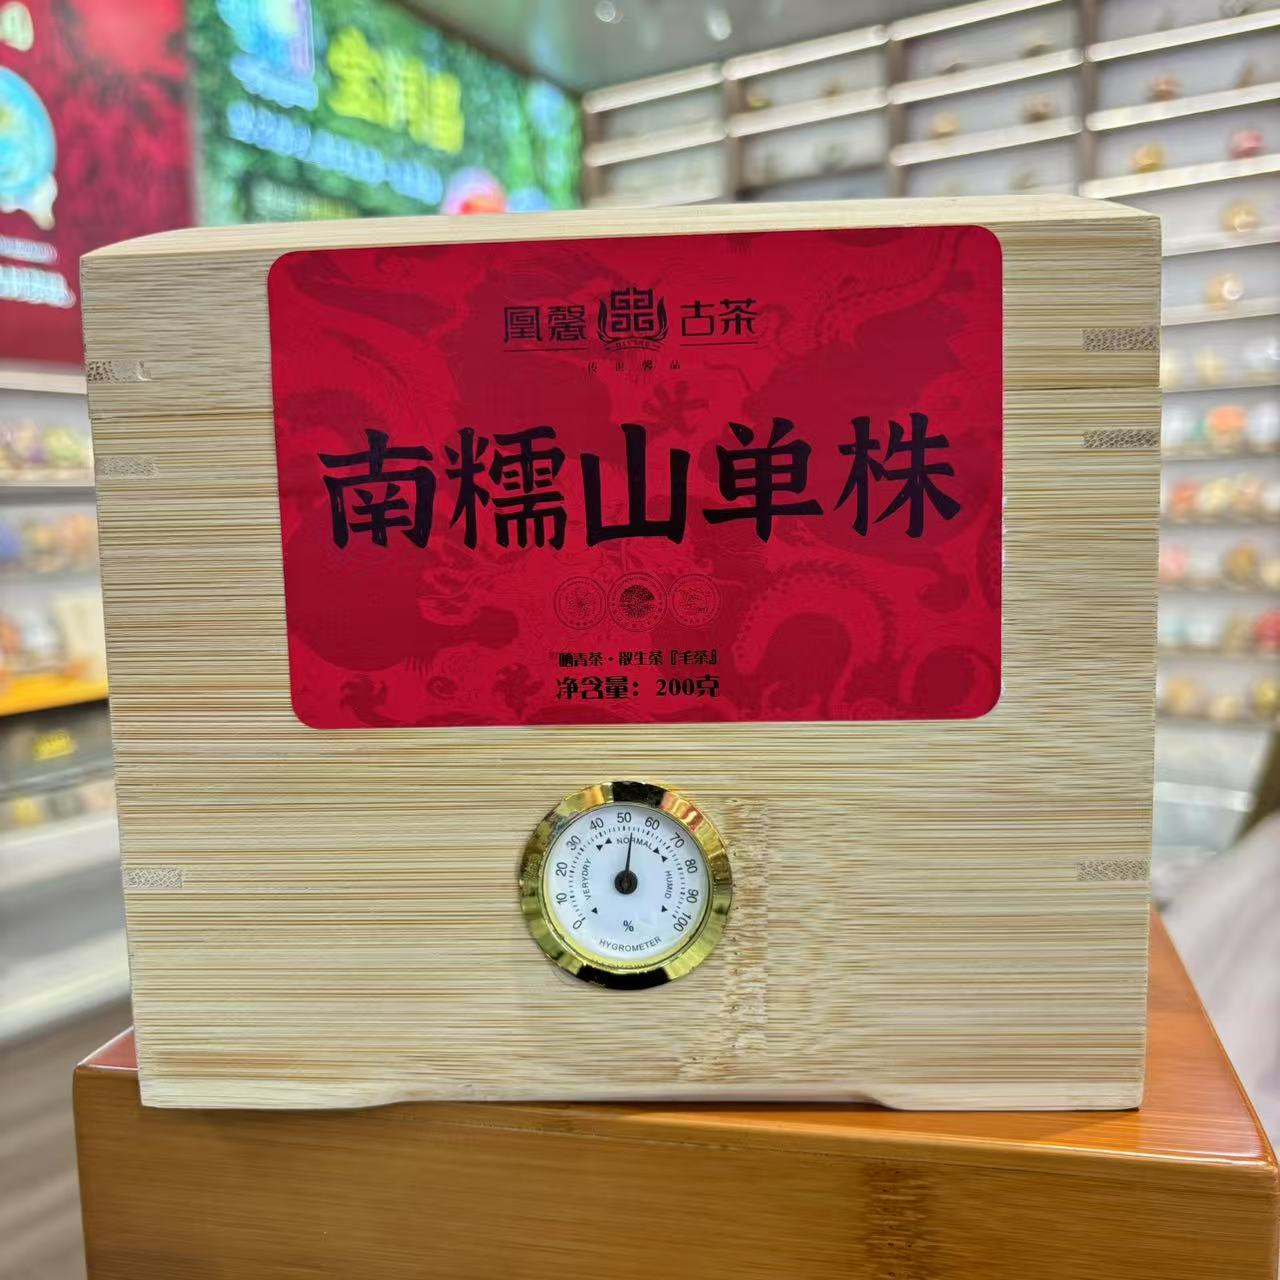 凰馨 古茶
传世馨品
南糯山单株
晒青茶·散生茶『毛茶』
净含量：200克
0 10 20 30 40 50 60 70 80 90 100
VERYDRY NORMAL HUMID
%
HYGROMETER